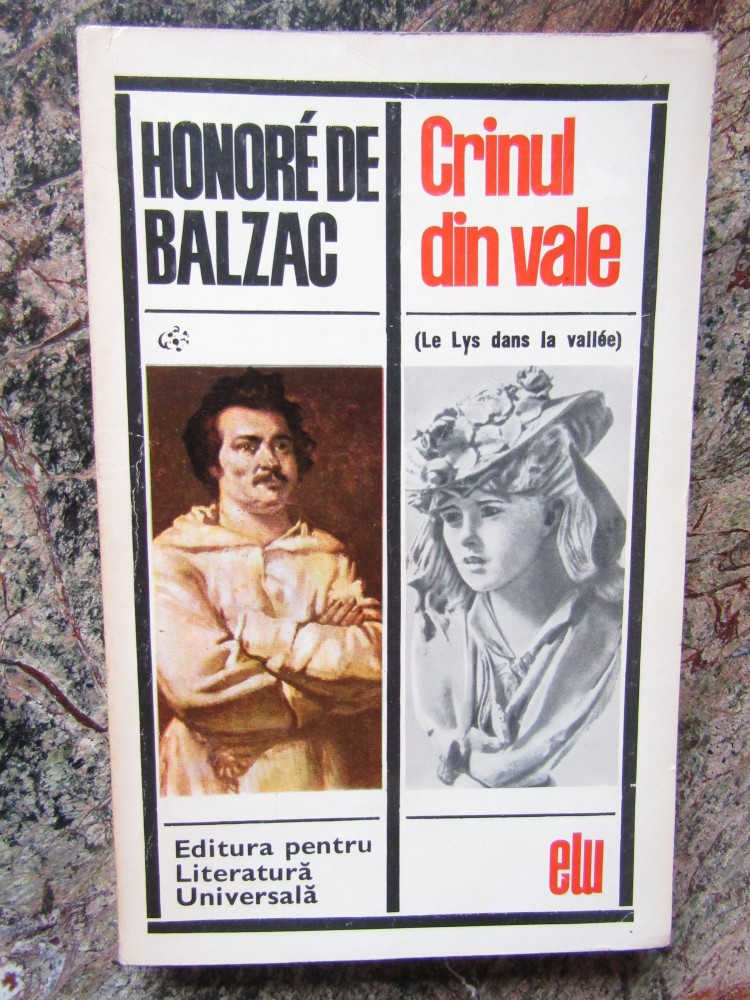 HONORÉ DE
BALZAC
Crinul
din vale
(Le Lys dans la vallée)
Editura pentru
Literatură
Universală
elu